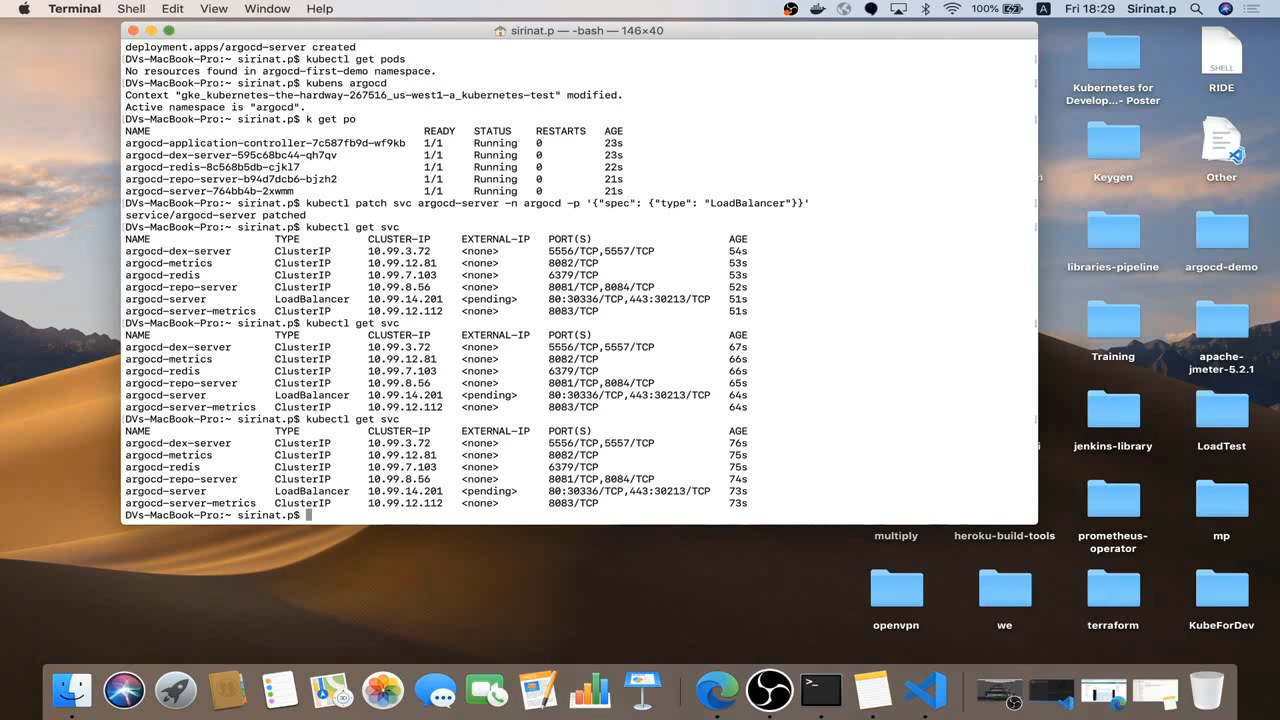 Terminal Shell Edit View Window Help 100% A Fri 18:29 Sirinat.p
sirinat.p — -bash — 146×40
deployment.apps/argocd-server created
DVs-MacBook-Pro:~ sirinat.p$ kubectl get pods
No resources found in argocd-first-demo namespace.
DVs-MacBook-Pro:~ sirinat.p$ kubens argocd
Context "gke_kubernetes-the-hardway-267516_us-west1-a_kubernetes-test" modified.
Active namespace is "argocd".
DVs-MacBook-Pro:~ sirinat.p$ k get po
NAME READY STATUS RESTARTS AGE
argocd-application-controller-7c587fb9d-wf9kb 1/1 Running 0 23s
argocd-dex-server-595c68bc44-qh7qv 1/1 Running 0 23s
argocd-redis-8c568b5db-cjkl7 1/1 Running 0 22s
argocd-repo-server-b94d7dcb6-bjzh2 1/1 Running 0 21s
argocd-server-764bb4b-2xwmm 1/1 Running 0 21s
DVs-MacBook-Pro:~ sirinat.p$ kubectl patch svc argocd-server -n argocd -p '{"spec": {"type": "LoadBalancer"}}'
service/argocd-server patched
DVs-MacBook-Pro:~ sirinat.p$ kubectl get svc
NAME TYPE CLUSTER-IP EXTERNAL-IP PORT(S) AGE
argocd-dex-server ClusterIP 10.99.3.72 <none> 5556/TCP,5557/TCP 54s
argocd-metrics ClusterIP 10.99.12.81 <none> 8082/TCP 53s
argocd-redis ClusterIP 10.99.7.103 <none> 6379/TCP 53s
argocd-repo-server ClusterIP 10.99.8.56 <none> 8081/TCP,8084/TCP 52s
argocd-server LoadBalancer 10.99.14.201 <pending> 80:30336/TCP,443:30213/TCP 51s
argocd-server-metrics ClusterIP 10.99.12.112 <none> 8083/TCP 51s
DVs-MacBook-Pro:~ sirinat.p$ kubectl get svc
NAME TYPE CLUSTER-IP EXTERNAL-IP PORT(S) AGE
argocd-dex-server ClusterIP 10.99.3.72 <none> 5556/TCP,5557/TCP 67s
argocd-metrics ClusterIP 10.99.12.81 <none> 8082/TCP 66s
argocd-redis ClusterIP 10.99.7.103 <none> 6379/TCP 66s
argocd-repo-server ClusterIP 10.99.8.56 <none> 8081/TCP,8084/TCP 65s
argocd-server LoadBalancer 10.99.14.201 <pending> 80:30336/TCP,443:30213/TCP 64s
argocd-server-metrics ClusterIP 10.99.12.112 <none> 8083/TCP 64s
DVs-MacBook-Pro:~ sirinat.p$ kubectl get svc
NAME TYPE CLUSTER-IP EXTERNAL-IP PORT(S) AGE
argocd-dex-server ClusterIP 10.99.3.72 <none> 5556/TCP,5557/TCP 76s
argocd-metrics ClusterIP 10.99.12.81 <none> 8082/TCP 75s
argocd-redis ClusterIP 10.99.7.103 <none> 6379/TCP 75s
argocd-repo-server ClusterIP 10.99.8.56 <none> 8081/TCP,8084/TCP 74s
argocd-server LoadBalancer 10.99.14.201 <pending> 80:30336/TCP,443:30213/TCP 73s
argocd-server-metrics ClusterIP 10.99.12.112 <none> 8083/TCP 73s
DVs-MacBook-Pro:~ sirinat.p$
SHELL
Kubernetes for
Develop...- Poster
RIDE
Keygen
Other
libraries-pipeline
argocd-demo
Training
apache-
jmeter-5.2.1
jenkins-library
LoadTest
multiply
heroku-build-tools
prometheus-
operator
mp
openvpn
we
terraform
KubeForDev